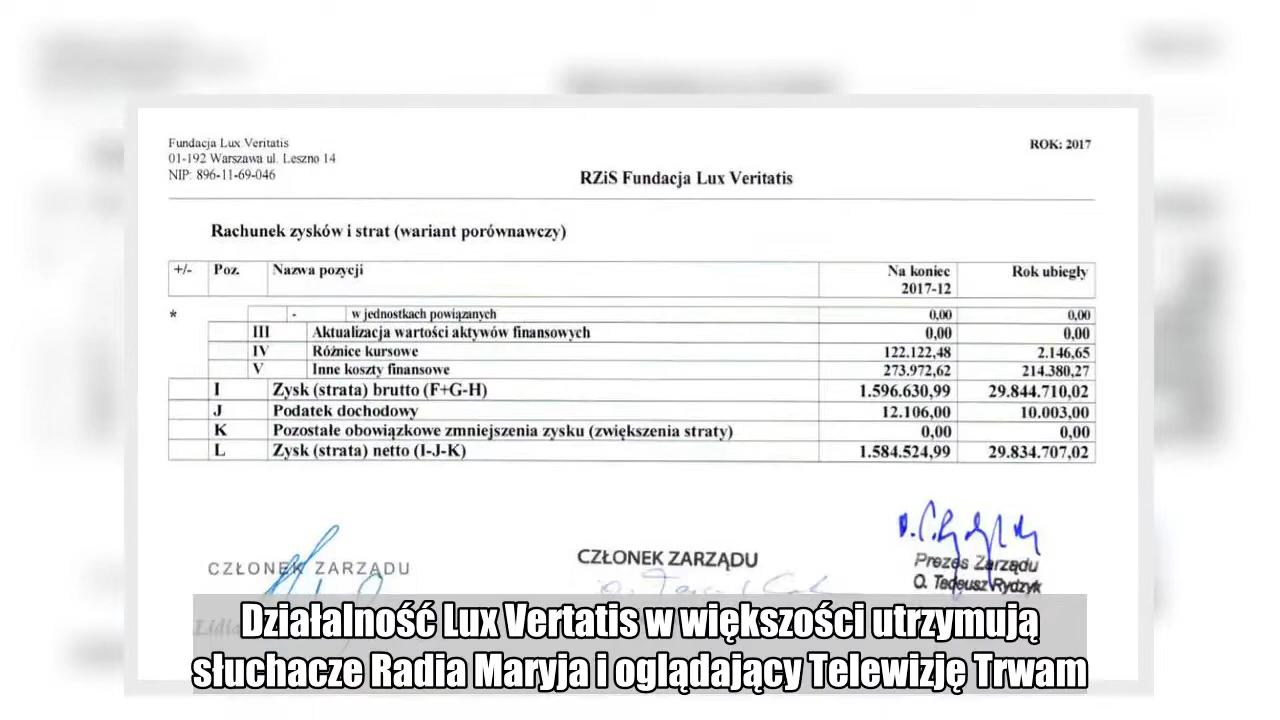 Fundacja Lux Veritatis
01-192 Warszawa ul. Leszno 14
NIP: 896-11-69-046
ROK: 2017
RZiS Fundacja Lux Veritatis
Rachunek zysków i strat (wariant porównawczy)
+/- Poz. Nazwa pozycji Na koniec 2017-12 Rok ubiegły
* - w jednostkach powiązanych 0,00 0,00
III Aktualizacja wartości aktywów finansowych 0,00 0,00
IV Różnice kursowe 122.122,48 2.146,65
V Inne koszty finansowe 273.972,62 214.380,27
I Zysk (strata) brutto (F+G-H) 1.596.630,99 29.844.710,02
J Podatek dochodowy 12.106,00 10.003,00
K Pozostałe obowiązkowe zmniejszenia zysku (zwiększenia straty) 0,00 0,00
L Zysk (strata) netto (I-J-K) 1.584.524,99 29.834.707,02
CZŁONEK ZARZĄDU
CZŁONEK ZARZĄDU
Prezes Zarządu
O. Tadeusz Rydzyk
Działalność Lux Vertatis w większości utrzymują
słuchacze Radia Maryja i oglądający Telewizję Trwam